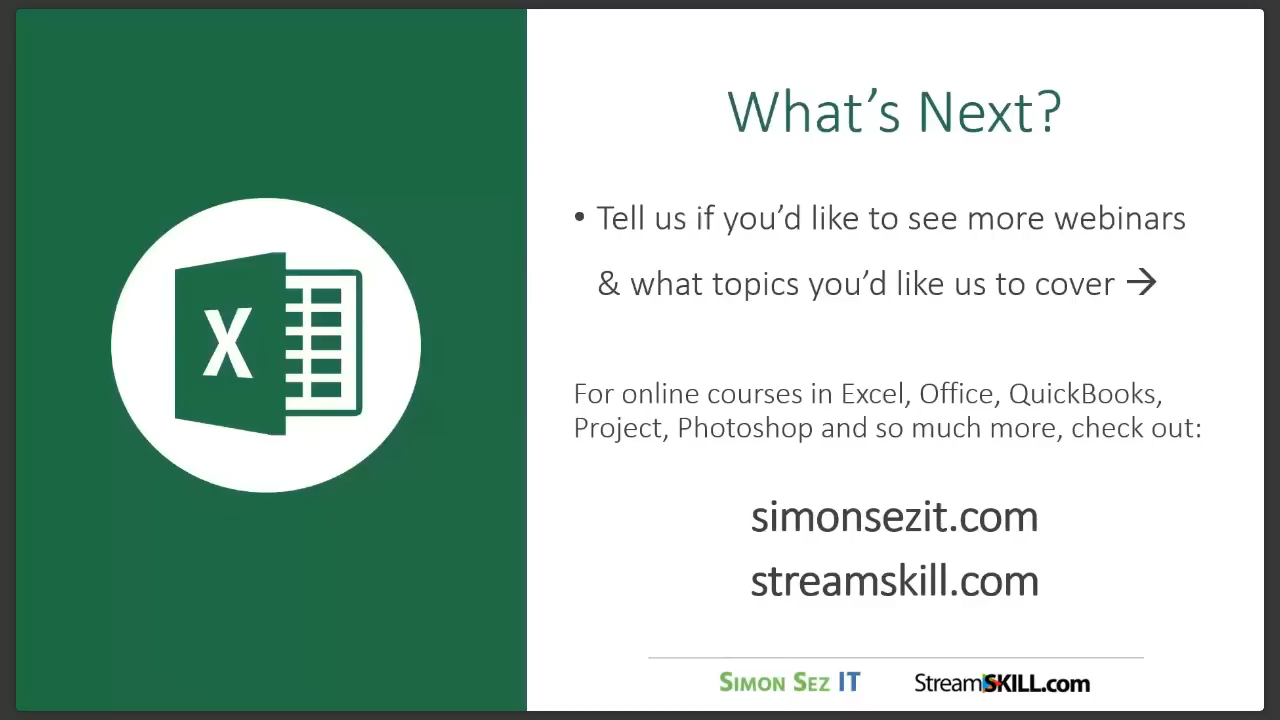 What's Next?
• Tell us if you'd like to see more webinars
& what topics you'd like us to cover →
For online courses in Excel, Office, QuickBooks,
Project, Photoshop and so much more, check out:
simonsezit.com
streamskill.com
X
SIMON SEZ IT
StreamSKILL.com